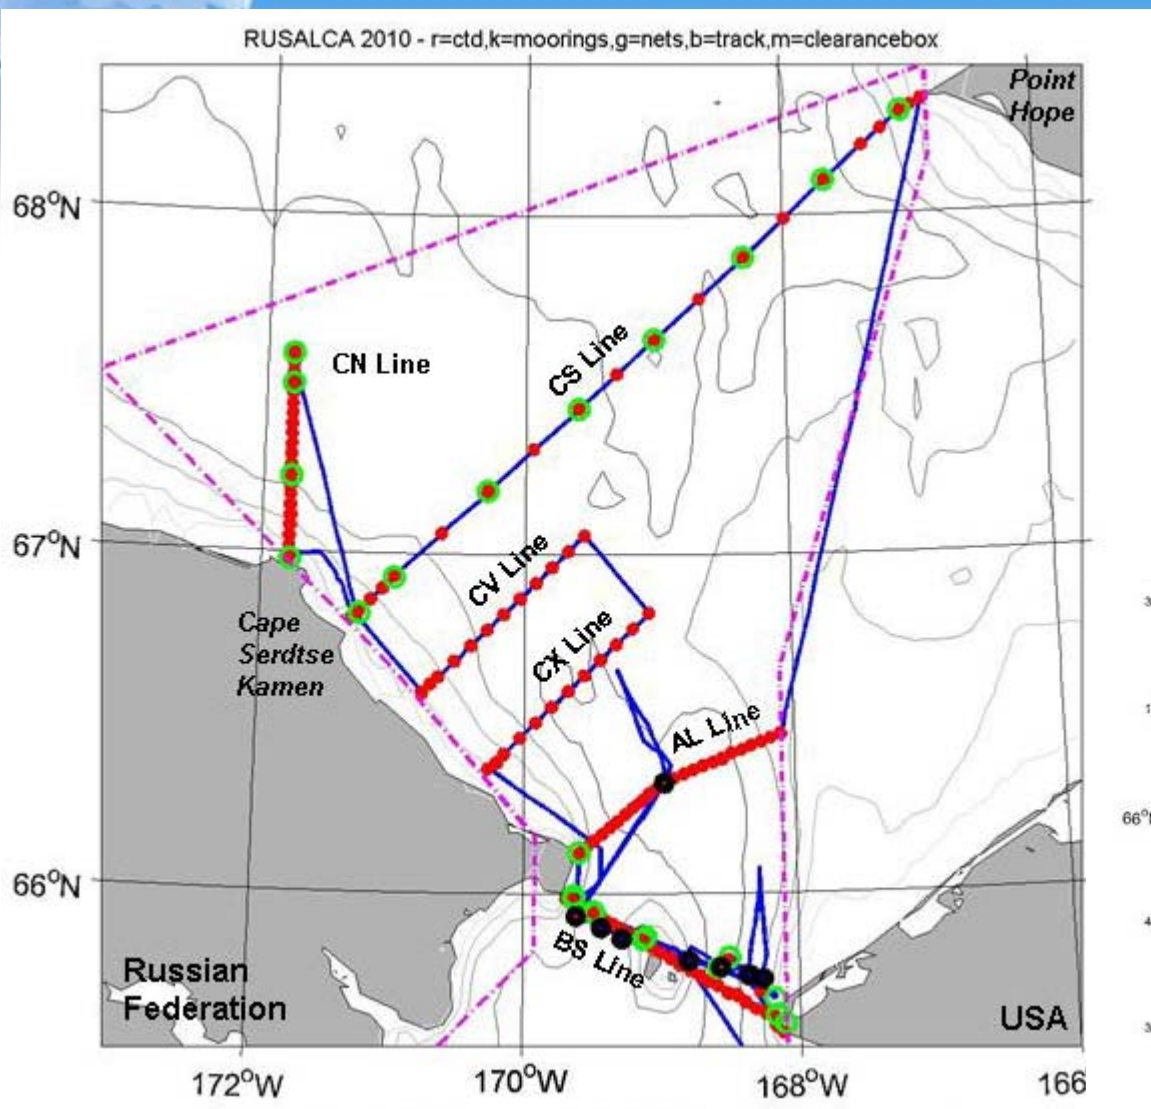 RUSALCA 2010 - r=ctd,k=moorings,g=nets,b=track,m=clearancebox
Point
Hope
68°N
CS Line
CN Line
67°N
CV Line
Cape
Serdtse
Kamen
CX Line
AL Line
66°N
66°N
BS Line
Russian
Federation
USA
172°W
170°W
168°W
166